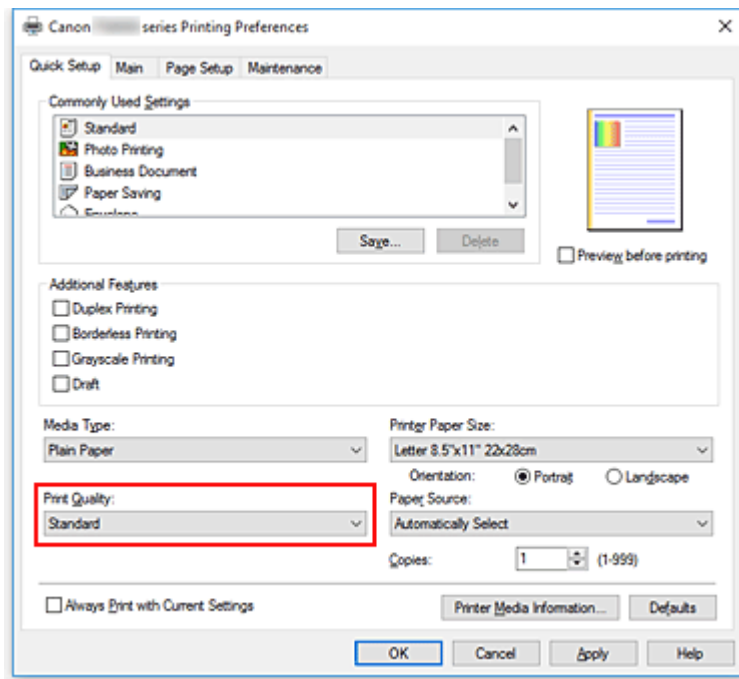 Canon series Printing Preferences
Quick Setup Main Page Setup Maintenance
Commonly Used Settings
Standard
Photo Printing
Business Document
Paper Saving
Envelope
Save... Delete
Preview before printing
Additional Features
Duplex Printing
Borderless Printing
Grayscale Printing
Draft
Media Type:
Plain Paper
Printer Paper Size:
Letter 8.5"x11" 22x28cm
Orientation: Portrait Landscape
Print Quality:
Standard
Paper Source:
Automatically Select
Copies: 1 (1-999)
Always Print with Current Settings
Printer Media Information... Defaults
OK Cancel Apply Help